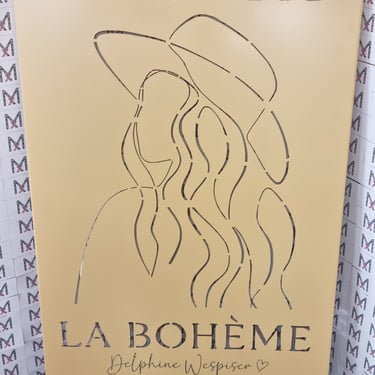 LA BOHÈME
Delphine Wespiser ♡